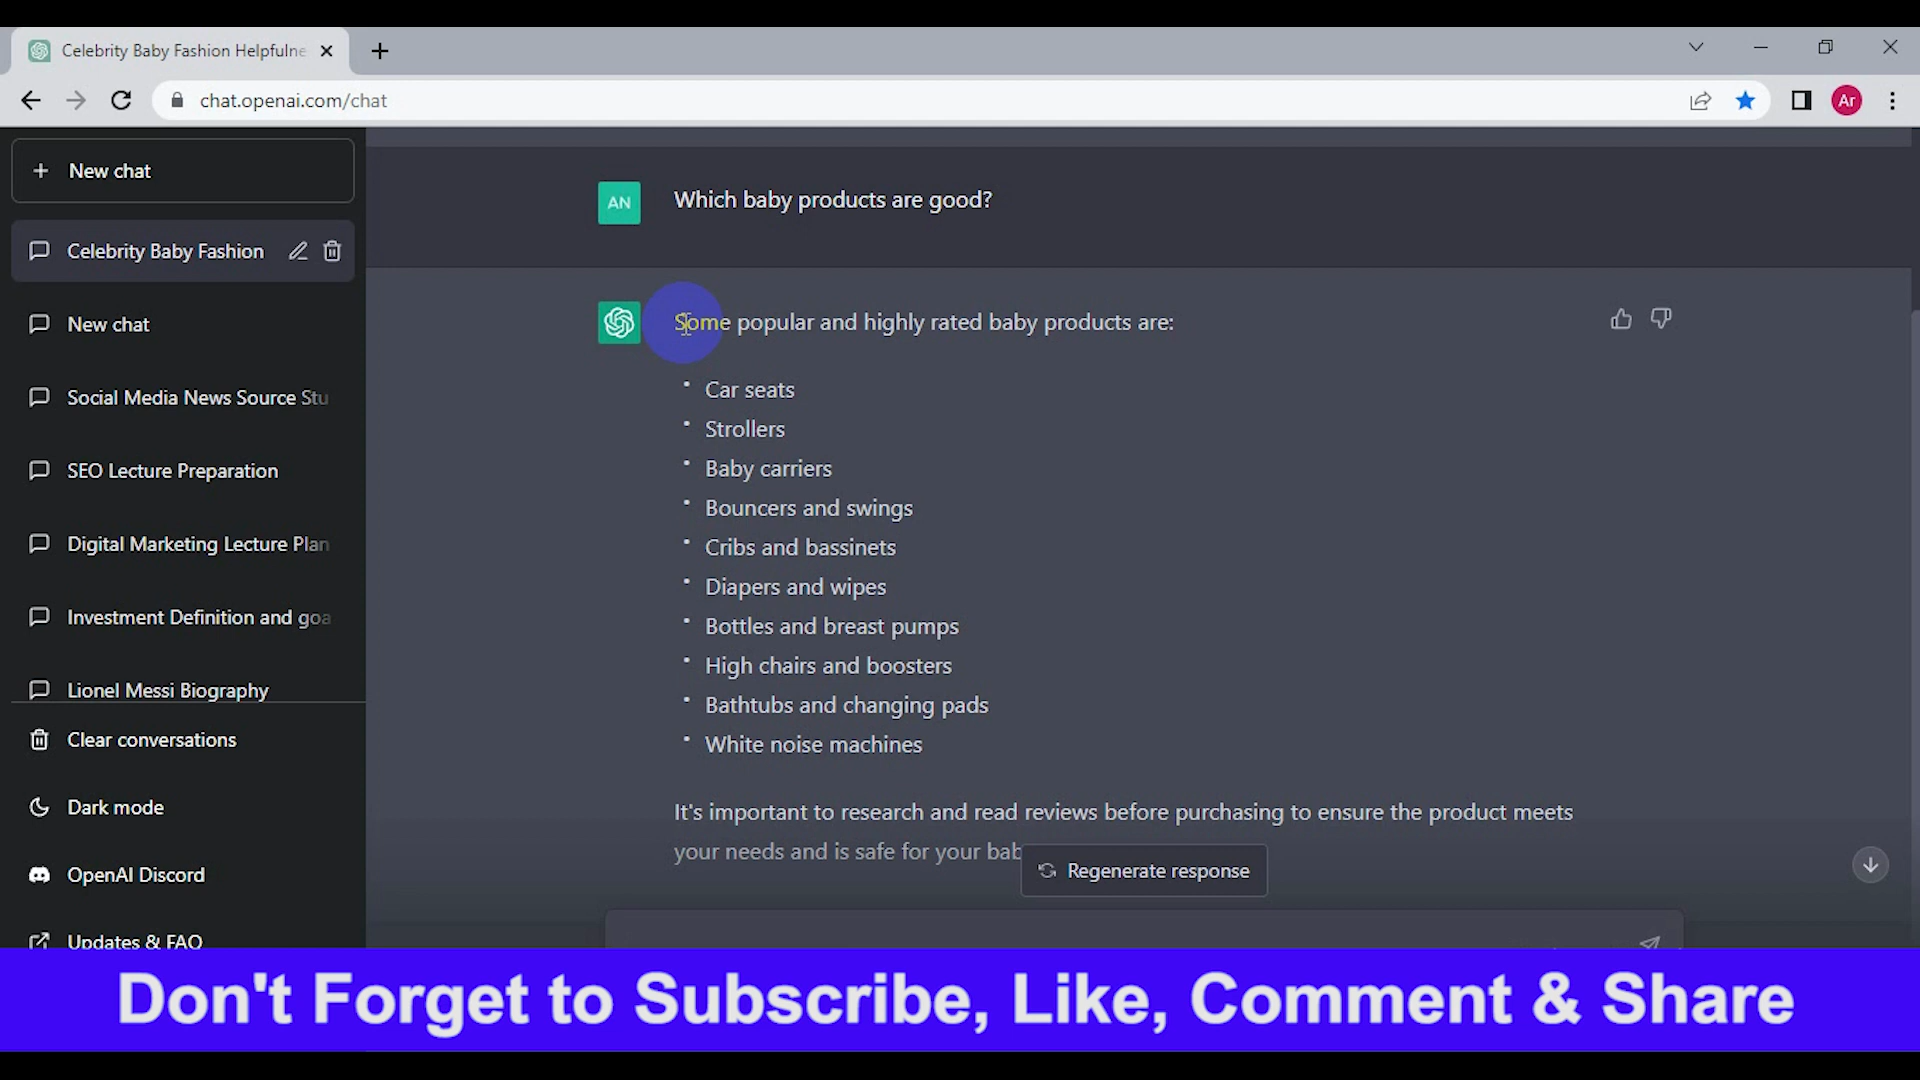 Celebrity Baby Fashion Helpfulne
chat.openai.com/chat
Ar
New chat
Celebrity Baby Fashion
New chat
Social Media News Source Stu
SEO Lecture Preparation
Digital Marketing Lecture Plan
Investment Definition and goa
Lionel Messi Biography
Clear conversations
Dark mode
OpenAI Discord
Updates & FAQ
AN
Which baby products are good?
Some popular and highly rated baby products are:
Car seats
Strollers
Baby carriers
Bouncers and swings
Cribs and bassinets
Diapers and wipes
Bottles and breast pumps
High chairs and boosters
Bathtubs and changing pads
White noise machines
It's important to research and read reviews before purchasing to ensure the product meets
your needs and is safe for your bab
Regenerate response
Don't Forget to Subscribe, Like, Comment & Share